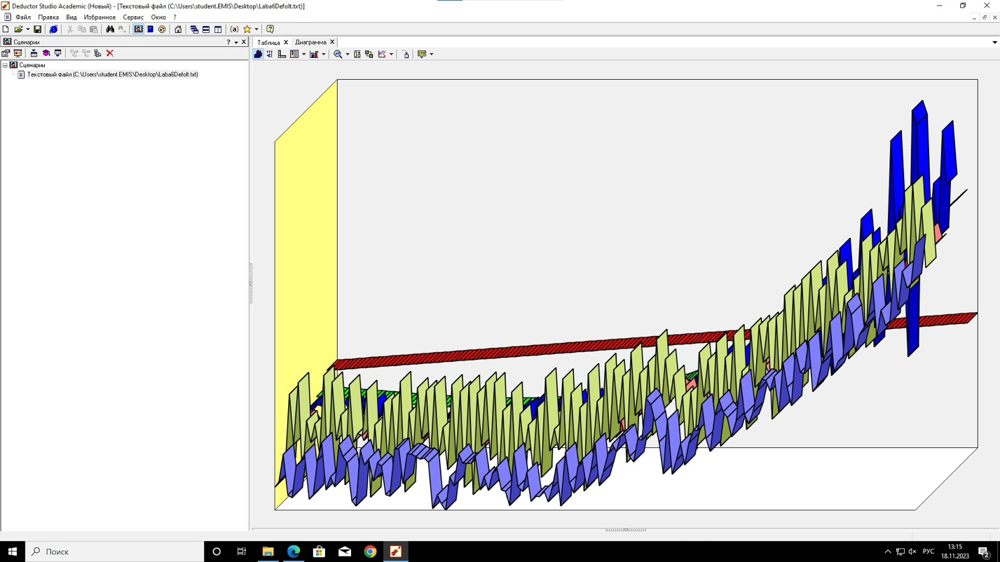 Deductor Studio Academic (Новый) - [Текстовый файл (C:\Users\student.EMIS\Desktop\Laba6Defolt.txt)]
Файл Правка Вид Избранное Сервис Окно ?
Сценарии
Таблица Диаграмма
Сценарии
Текстовый файл (C:\Users\student.EMIS\Desktop\Laba6Defolt.txt)
Поиск
РУС
13:15
18.11.2023
2